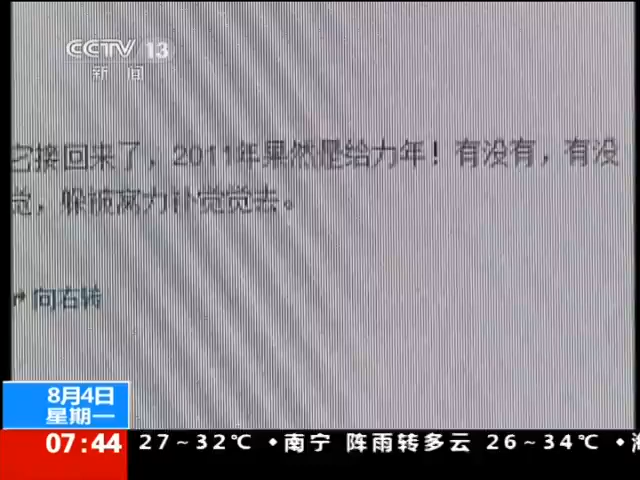 CCTV 13
新闻
它接回来了，2011年果然是给力年！有没有，有没
觉，躲被窝力补觉觉去。
向右转
8月4日
星期一
07:44
27~32℃ •南宁 阵雨转多云 26~34℃ •海